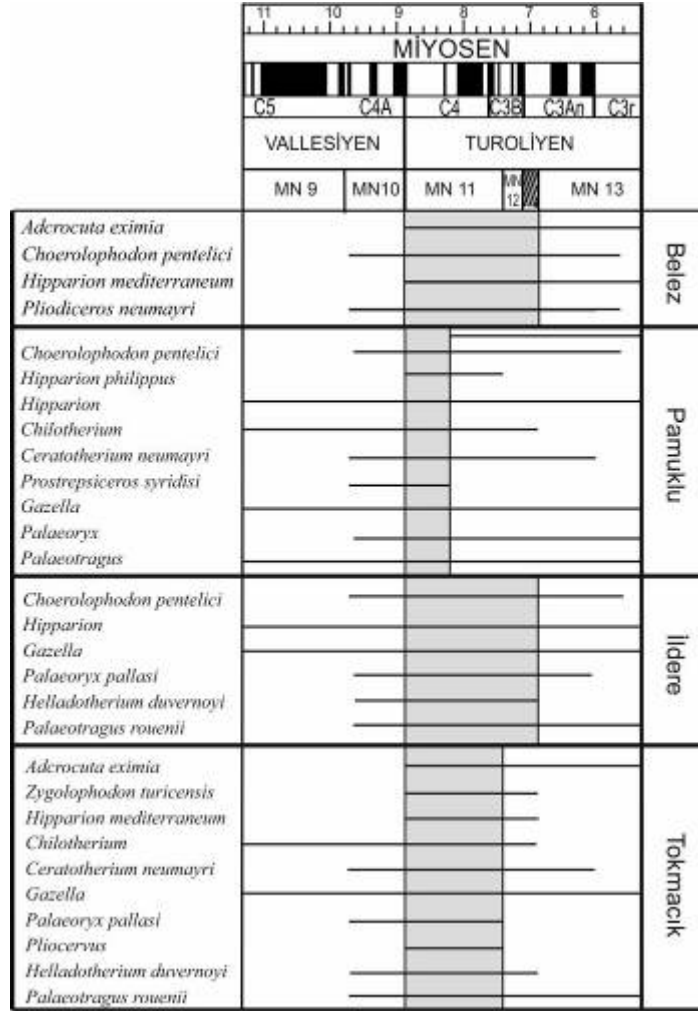 11 10 9 8 7 6
MİYOSEN
C5 C4A C4 C3B C3An C3r
VALLESİYEN TUROLİYEN
MN 9 MN10 MN 11 MN 12 MN 13
Adcrocuta eximia
Choerolophodon pentelici
Hipparion mediterraneum
Pliodiceros neumayri
Belez
Choerolophodon pentelici
Hipparion philippus
Hipparion
Chilotherium
Ceratotherium neumayri
Prostrepsiceros syridisi
Gazella
Palaeoryx
Palaeotragus
Pamuklu
Choerolophodon pentelici
Hipparion
Gazella
Palaeoryx pallasi
Helladotherium duvernoyi
Palaeotragus rouenii
İldere
Adcrocuta eximia
Zygolophodon turicensis
Hipparion mediterraneum
Chilotherium
Ceratotherium neumayri
Gazella
Palaeoryx pallasi
Pliocervus
Helladotherium duvernoyi
Palaeotragus rouenii
Tokmacık